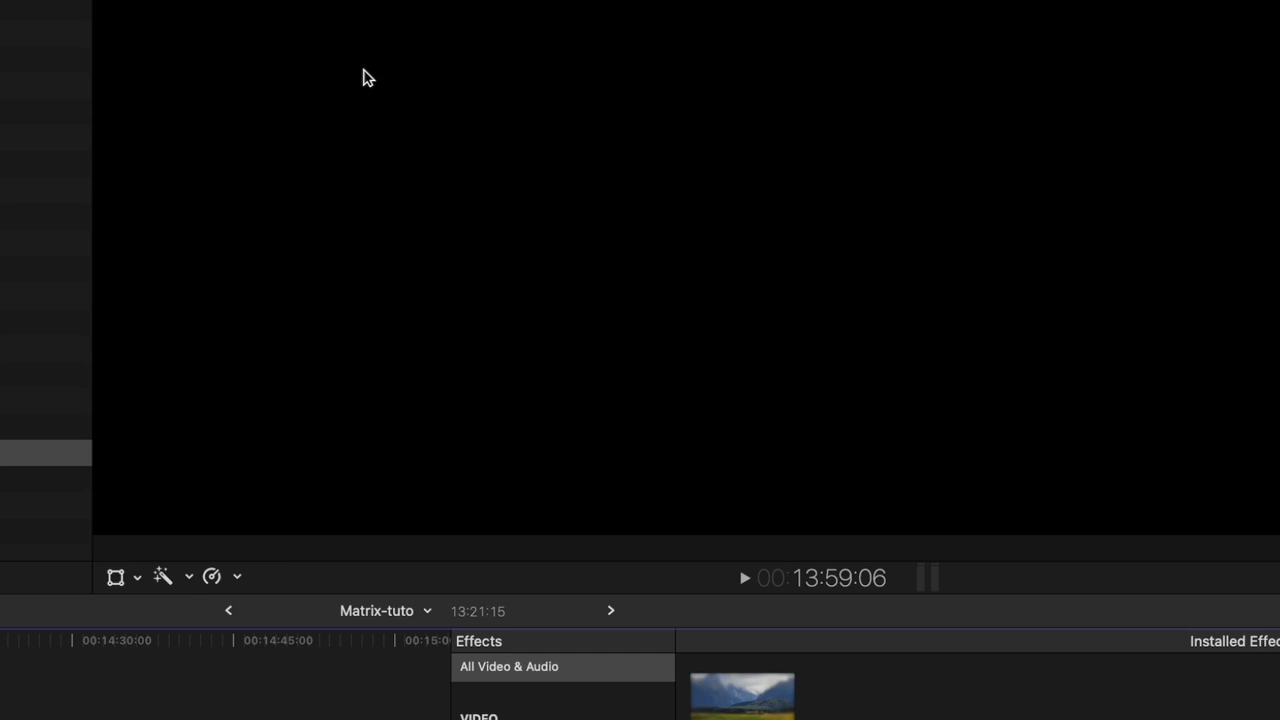 00:13:59:06
Matrix-tuto 13:21:15
00:14:30:00 00:14:45:00 00:15:0
Effects
Installed Effec
All Video & Audio
VIDEO